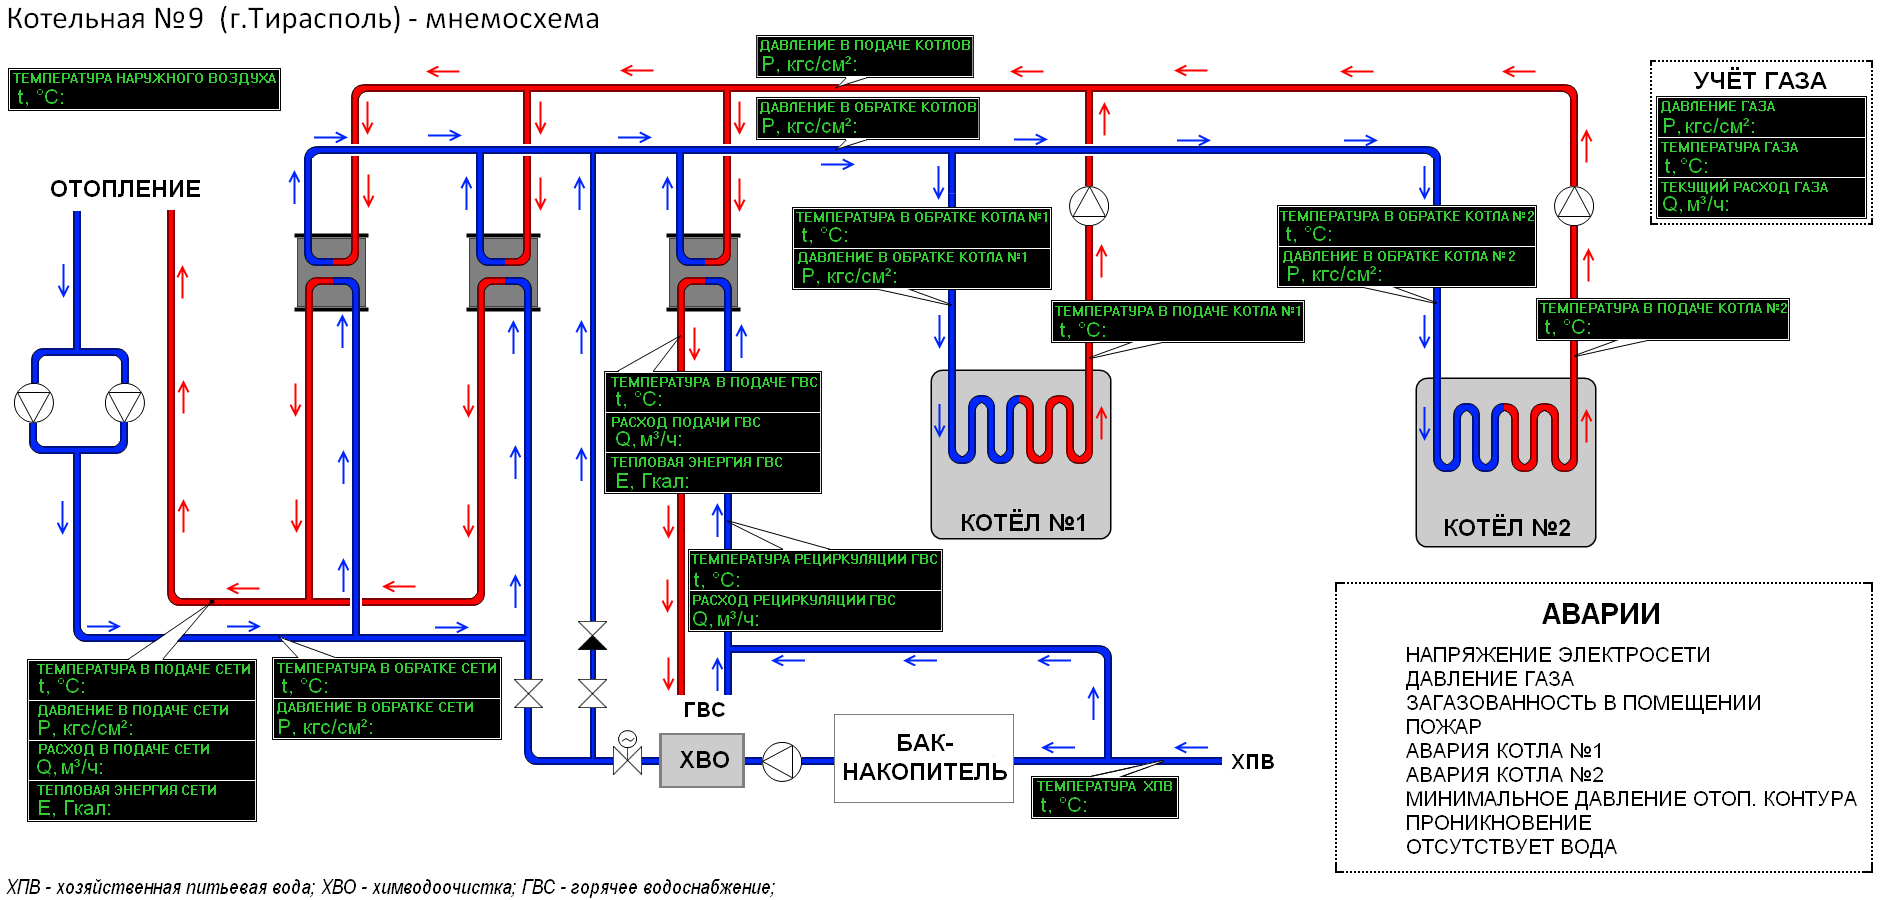 Котельная №9 (г.Тирасполь) - мнемосхема
ТЕМПЕРАТУРА НАРУЖНОГО ВОЗДУХА
t, °C:
ДАВЛЕНИЕ В ПОДАЧЕ КОТЛОВ
P, кгс/см²:
ДАВЛЕНИЕ В ОБРАТКЕ КОТЛОВ
P, кгс/см²:
УЧЁТ ГАЗА
ДАВЛЕНИЕ ГАЗА
P, кгс/см²:
ТЕМПЕРАТУРА ГАЗА
t, °C:
ТЕКУЩИЙ РАСХОД ГАЗА
Q, м³/ч:
ОТОПЛЕНИЕ
ТЕМПЕРАТУРА В ОБРАТКЕ КОТЛА №1
t, °C:
ДАВЛЕНИЕ В ОБРАТКЕ КОТЛА №1
P, кгс/см²:
ТЕМПЕРАТУРА В ОБРАТКЕ КОТЛА №2
t, °C:
ДАВЛЕНИЕ В ОБРАТКЕ КОТЛА №2
P, кгс/см²:
ТЕМПЕРАТУРА В ПОДАЧЕ КОТЛА №1
t, °C:
ТЕМПЕРАТУРА В ПОДАЧЕ КОТЛА №2
t, °C:
ТЕМПЕРАТУРА В ПОДАЧЕ ГВС
t, °C:
РАСХОД ПОДАЧИ ГВС
Q, м³/ч:
ТЕПЛОВАЯ ЭНЕРГИЯ ГВС
E, Гкал:
КОТЁЛ №1
КОТЁЛ №2
ТЕМПЕРАТУРА РЕЦИРКУЛЯЦИИ ГВС
t, °C:
РАСХОД РЕЦИРКУЛЯЦИИ ГВС
Q, м³/ч:
ТЕМПЕРАТУРА В ПОДАЧЕ СЕТИ
t, °C:
ДАВЛЕНИЕ В ПОДАЧЕ СЕТИ
P, кгс/см²:
РАСХОД В ПОДАЧЕ СЕТИ
Q, м³/ч:
ТЕПЛОВАЯ ЭНЕРГИЯ СЕТИ
E, Гкал:
ТЕМПЕРАТУРА В ОБРАТКЕ СЕТИ
t, °C:
ДАВЛЕНИЕ В ОБРАТКЕ СЕТИ
P, кгс/см²:
ГВС
ХВО
БАК-
НАКОПИТЕЛЬ
ХПВ
ТЕМПЕРАТУРА ХПВ
t, °C:
АВАРИИ
НАПРЯЖЕНИЕ ЭЛЕКТРОСЕТИ
ДАВЛЕНИЕ ГАЗА
ЗАГАЗОВАННОСТЬ В ПОМЕЩЕНИИ
ПОЖАР
АВАРИЯ КОТЛА №1
АВАРИЯ КОТЛА №2
МИНИМАЛЬНОЕ ДАВЛЕНИЕ ОТОП. КОНТУРА
ПРОНИКНОВЕНИЕ
ОТСУТСТВУЕТ ВОДА
ХПВ - хозяйственная питьевая вода; ХВО - химводоочистка; ГВС - горячее водоснабжение;